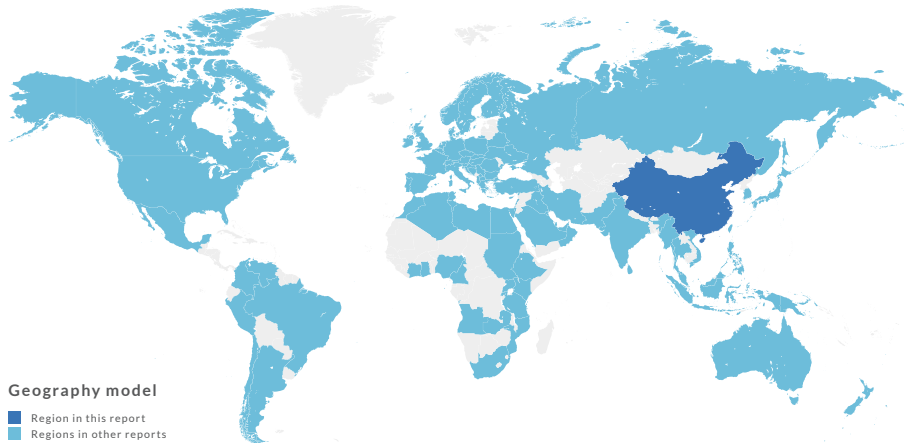 Geography model
Region in this report
Regions in other reports